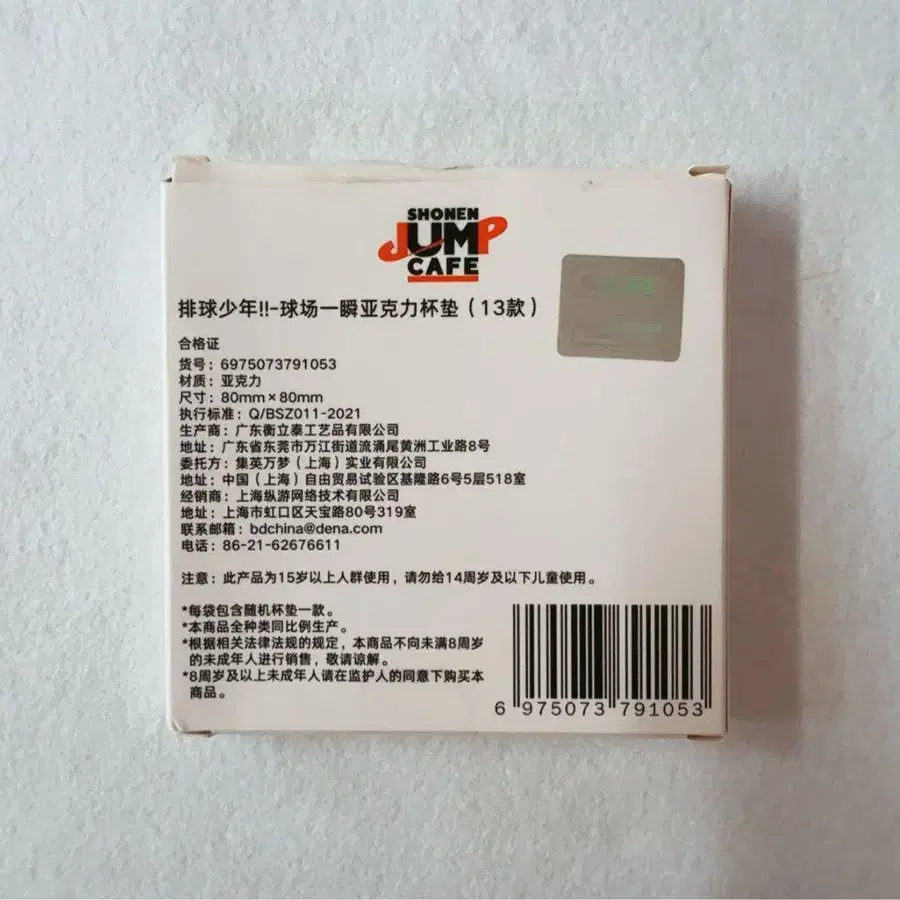 SHONEN
JUMP
CAFE
排球少年!!-球场一瞬亚克力杯垫（13款）
合格证
货号：6975073791053
材质：亚克力
尺寸：80mm×80mm
执行标准：Q/BSZ011-2021
生产商：广东衡立泰工艺品有限公司
地址：广东省东莞市万江街道流涌尾黄洲工业路8号
委托方：集英万梦（上海）实业有限公司
地址：中国（上海）自由贸易试验区基隆路6号5层518室
经销商：上海纵游网络技术有限公司
地址：上海市虹口区天宝路80号319室
联系邮箱：bdchina@dena.com
电话：86-21-62676611
注意：此产品为15岁以上人群使用，请勿给14周岁及以下儿童使用。
*每袋包含随机杯垫一款。
*本商品全种类同比例生产。
*根据相关法律法规的规定，本商品不向未满8周岁
的未成年人进行销售，敬请谅解。
*8周岁及以上未成年人请在监护人的同意下购买本
商品。
6 975073 791053